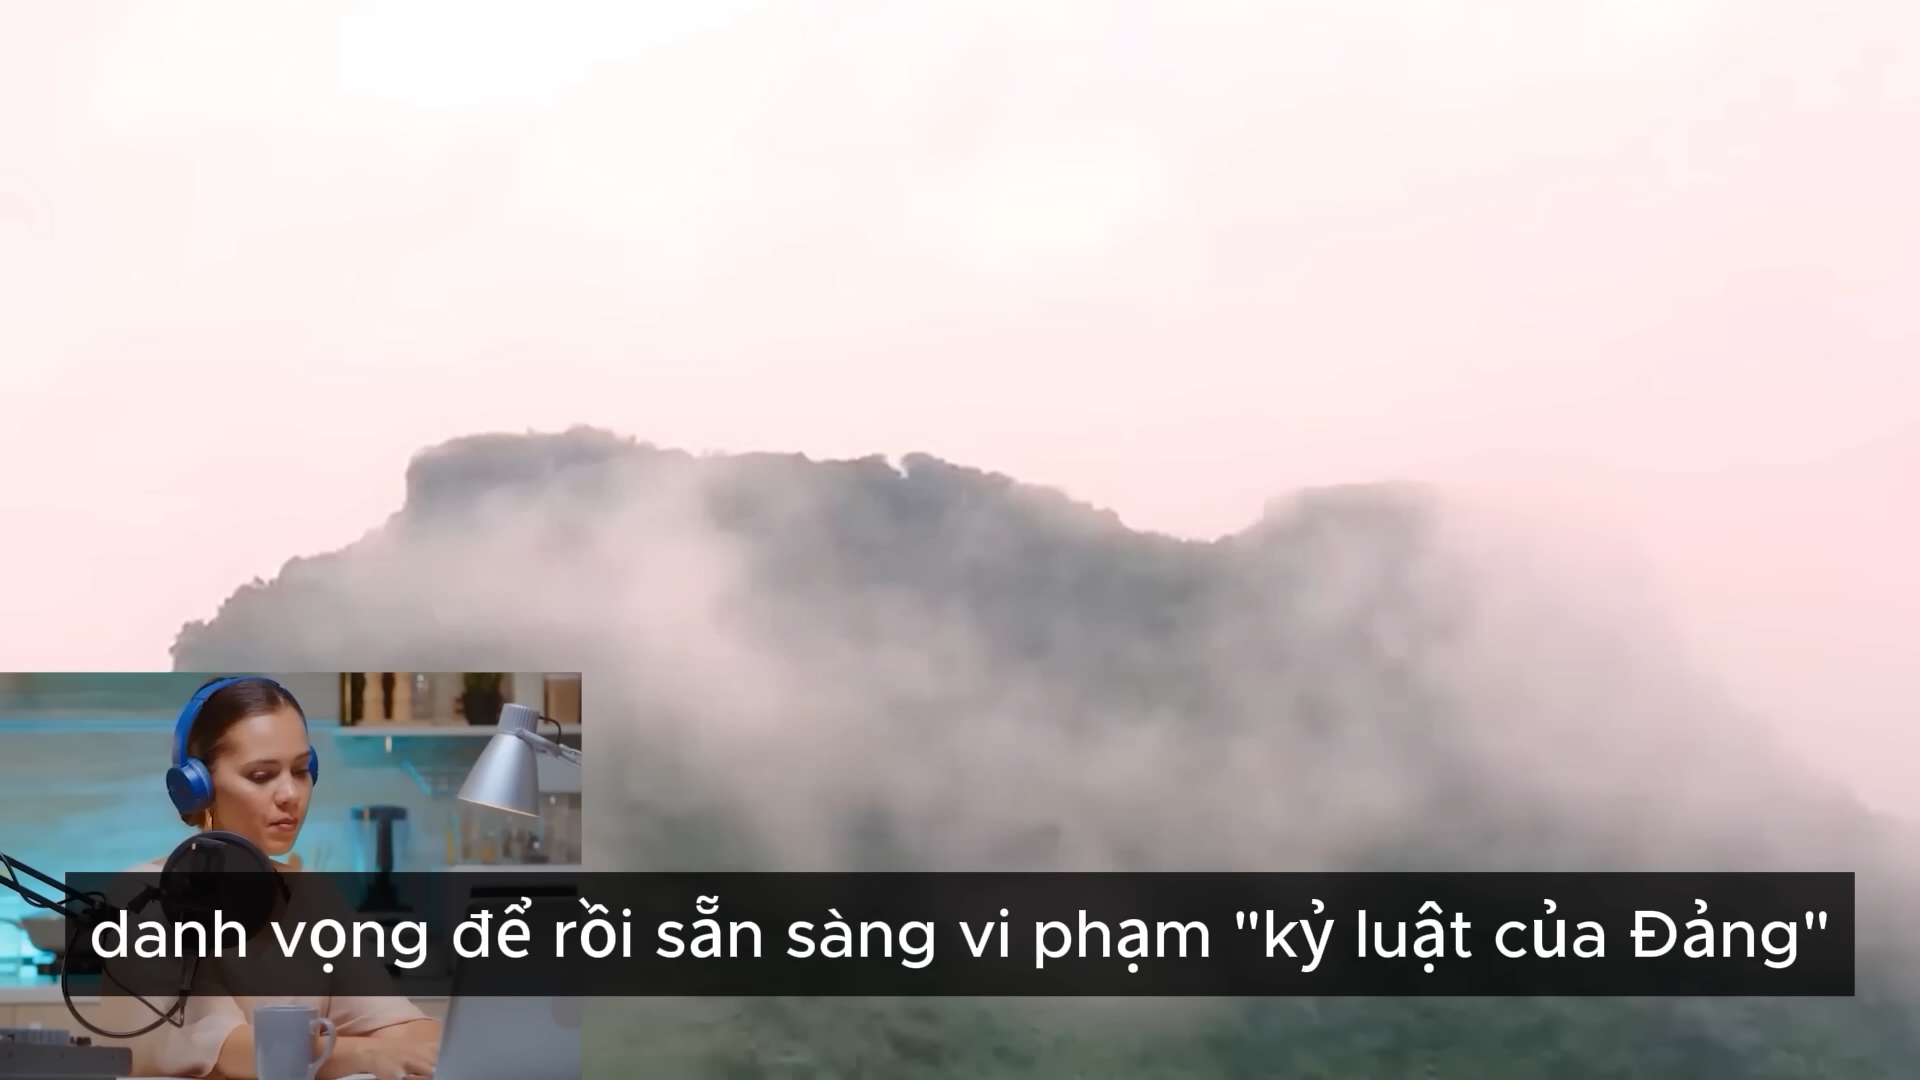 danh vọng để rồi sẵn sàng vi phạm "kỷ luật của Đảng"